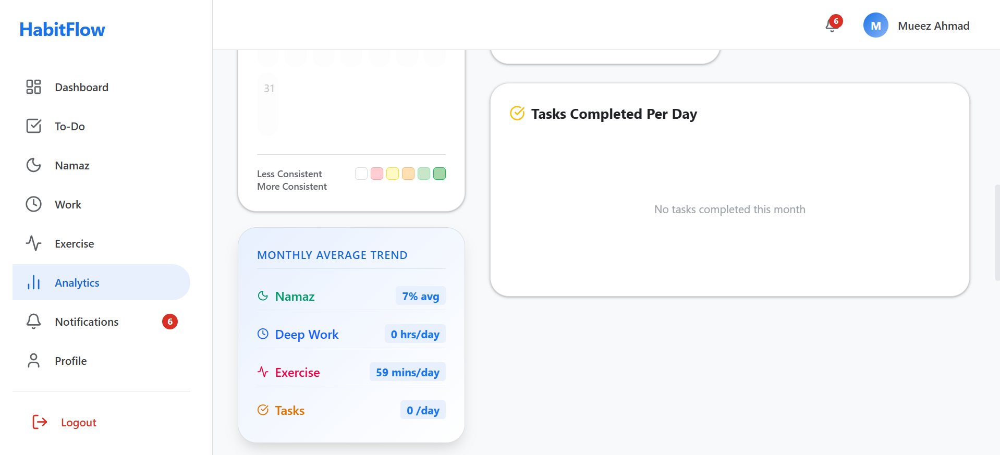 HabitFlow
Dashboard
To-Do
Namaz
Work
Exercise
Analytics
Notifications 6
Profile
Logout
6 M Mueez Ahmad
31
Less Consistent
More Consistent
MONTHLY AVERAGE TREND
Namaz 7% avg
Deep Work 0 hrs/day
Exercise 59 mins/day
Tasks 0 /day
Tasks Completed Per Day
No tasks completed this month